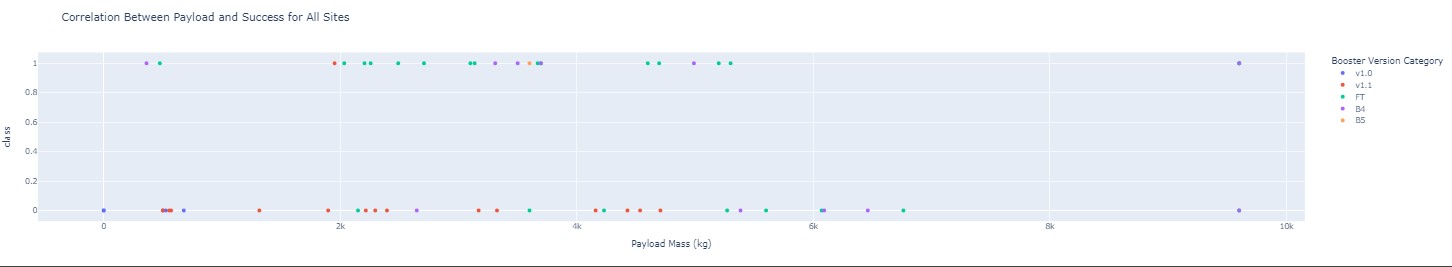 Correlation Between Payload and Success for All Sites
Booster Version Category
v1.0
v1.1
FT
B4
B5
1
0.8
0.6
0.4
0.2
0
class
0
2k
4k
6k
8k
10k
Payload Mass (kg)